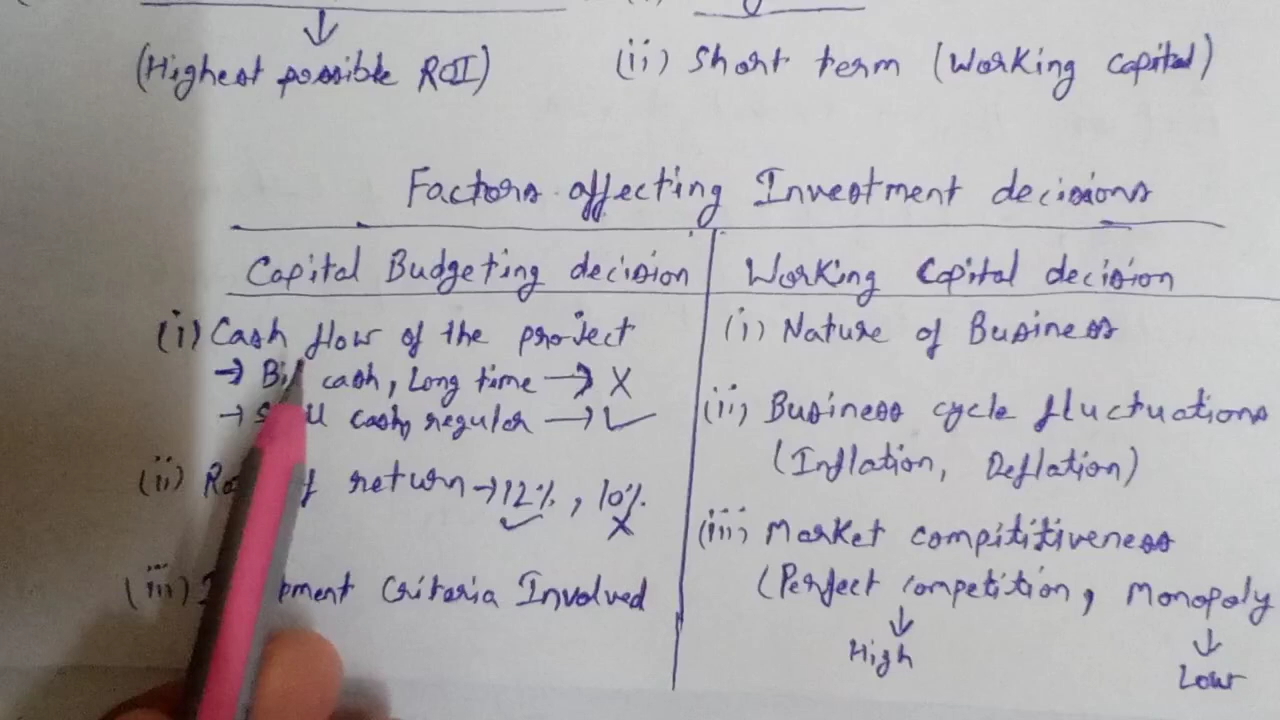 (Highest possible ROI)
(ii) Short term (Working capital)
Factors affecting Investment decisions
Capital Budgeting decision
(i) Cash flow of the project
→ Big cash, Long time → X
→ cash, regular → ✓
(ii) of return → 12% ✓, 10% X
(iii) Criteria Involved
Working Capital decision
(i) Nature of Business
(ii) Business cycle fluctuations
(Inflation, Deflation)
(iii) Market compititiveness
(Perfect competition, Monopoly
↓ ↓
High Low